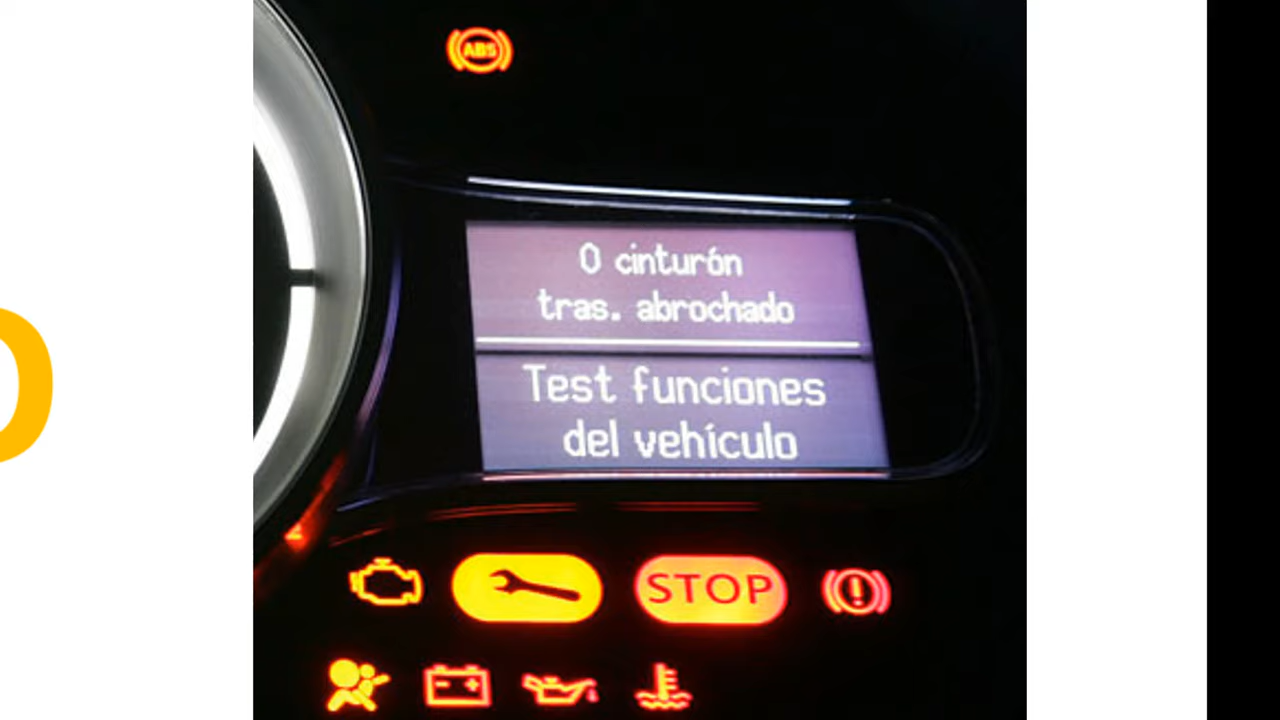 ABS
0 cinturón
tras. abrochado
Test funciones
del vehículo
STOP